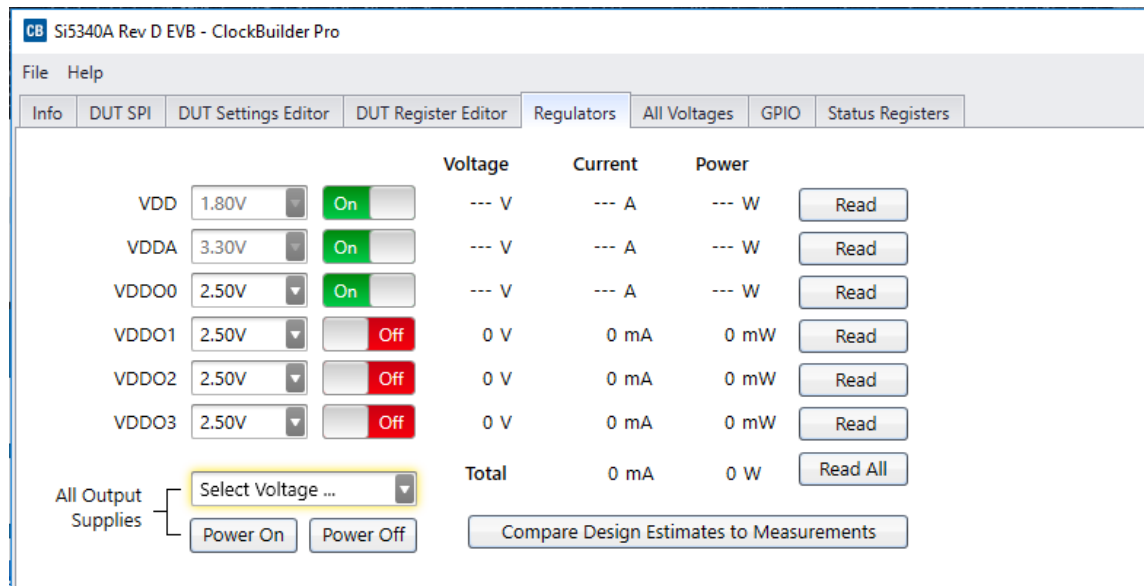 CB Si5340A Rev D EVB - ClockBuilder Pro
File Help
Info DUT SPI DUT Settings Editor DUT Register Editor Regulators All Voltages GPIO Status Registers
Voltage Current Power
VDD 1.80V On --- V --- A --- W Read
VDDA 3.30V On --- V --- A --- W Read
VDDO0 2.50V On --- V --- A --- W Read
VDDO1 2.50V Off 0 V 0 mA 0 mW Read
VDDO2 2.50V Off 0 V 0 mA 0 mW Read
VDDO3 2.50V Off 0 V 0 mA 0 mW Read
Total 0 mA 0 W Read All
All Output
Supplies
Select Voltage ...
Power On Power Off
Compare Design Estimates to Measurements